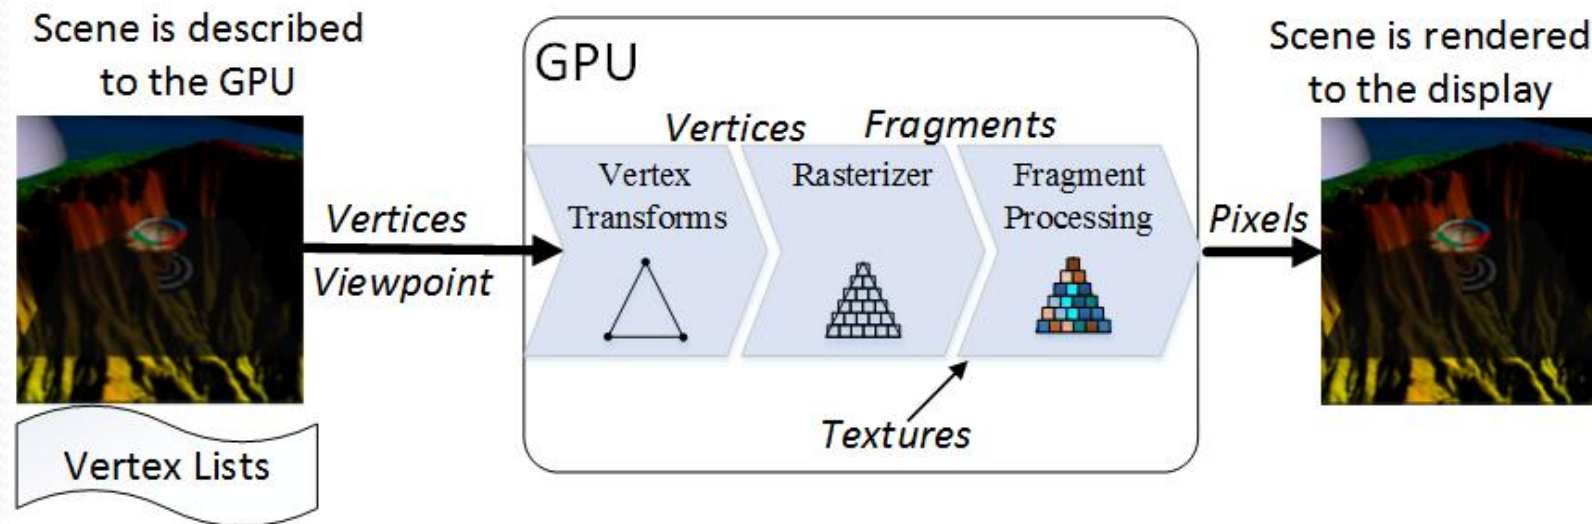 Scene is described
to the GPU
Vertex Lists
Vertices
Viewpoint
GPU
Vertices
Fragments
Vertex
Transforms
Rasterizer
Fragment
Processing
Textures
Pixels
Scene is rendered
to the display